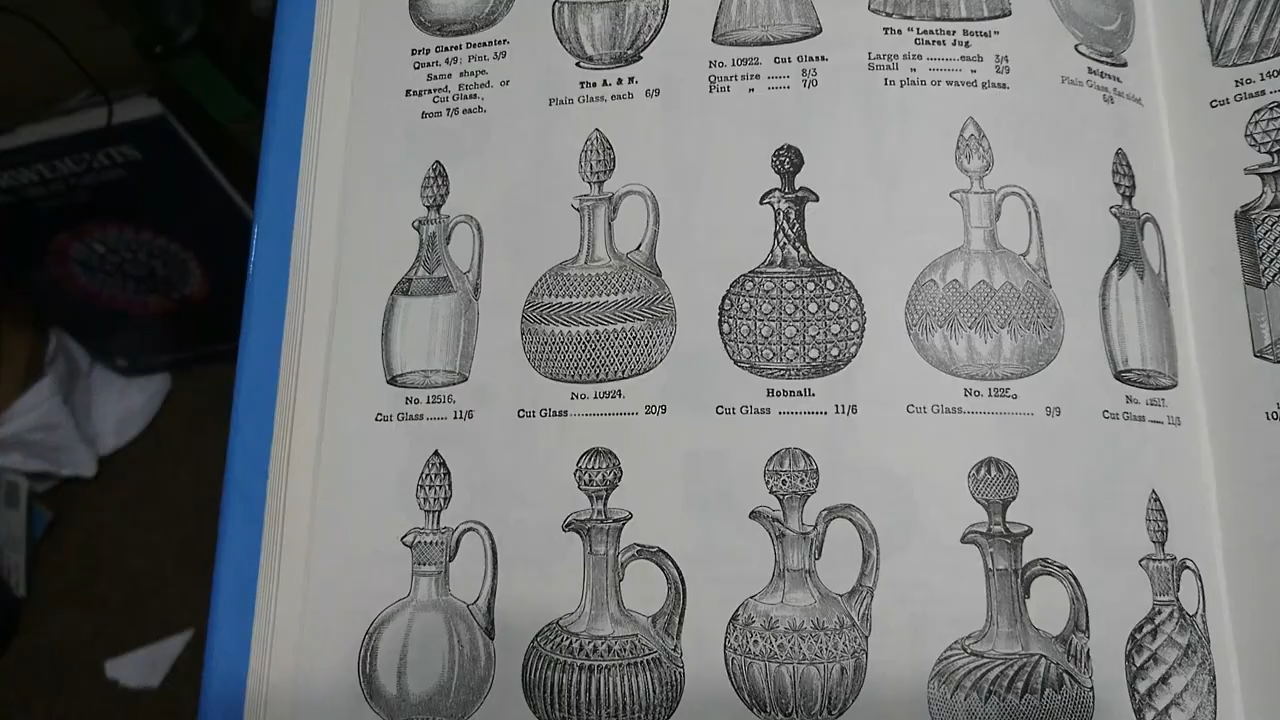 Drip Claret Decanter.
Quart, 4/9; Pint, 3/9
Same shape.
Engraved, Etched, or
Cut Glass.,
from 7/6 each.
The A. & N.
Plain Glass, each 6/9
No. 10922. Cut Glass.
Quart size ...... 8/3
Pint „ ...... 7/0
The "Leather Bottel"
Claret Jug.
Large size .........each 3/4
Small „ ......... „ 2/9
In plain or waved glass.
Belgrave.
Plain Glass,
Cut Glass ...
No. 12516.
Cut Glass ...... 11/6
No. 10924.
Cut Glass................. 20/9
Hobnail.
Cut Glass ............ 11/6
No.
Cut Glass................ 9/9
No. 12517.
Cut Glass ...... 11/3